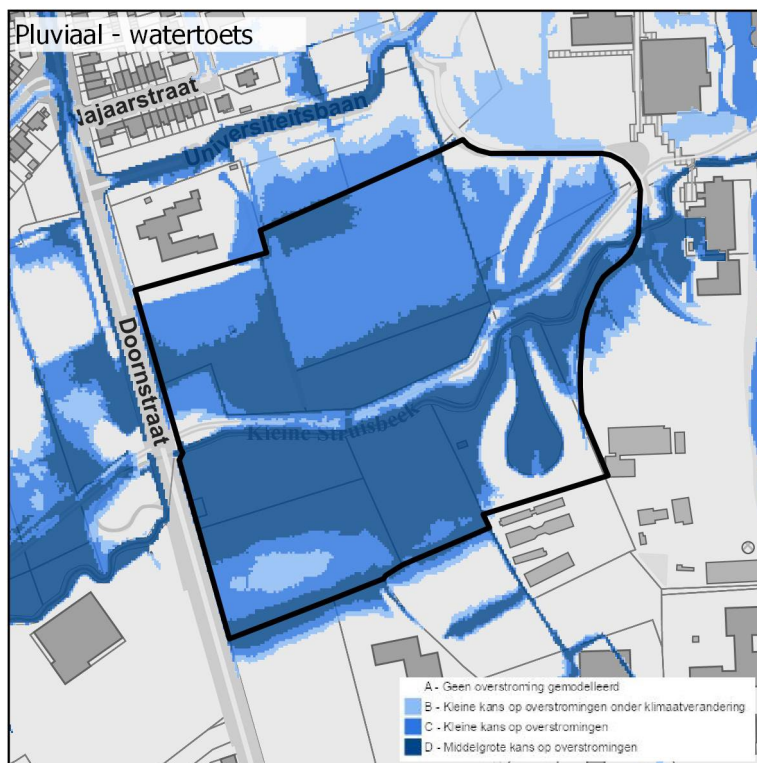 Pluviaal - watertoets
Najaarstraat
Universiteitsbaan
Doornstraat
Kleine Struisbeek
A - Geen overstroming gemodelleerd
B - Kleine kans op overstromingen onder klimaatverandering
C - Kleine kans op overstromingen
D - Middelgrote kans op overstromingen